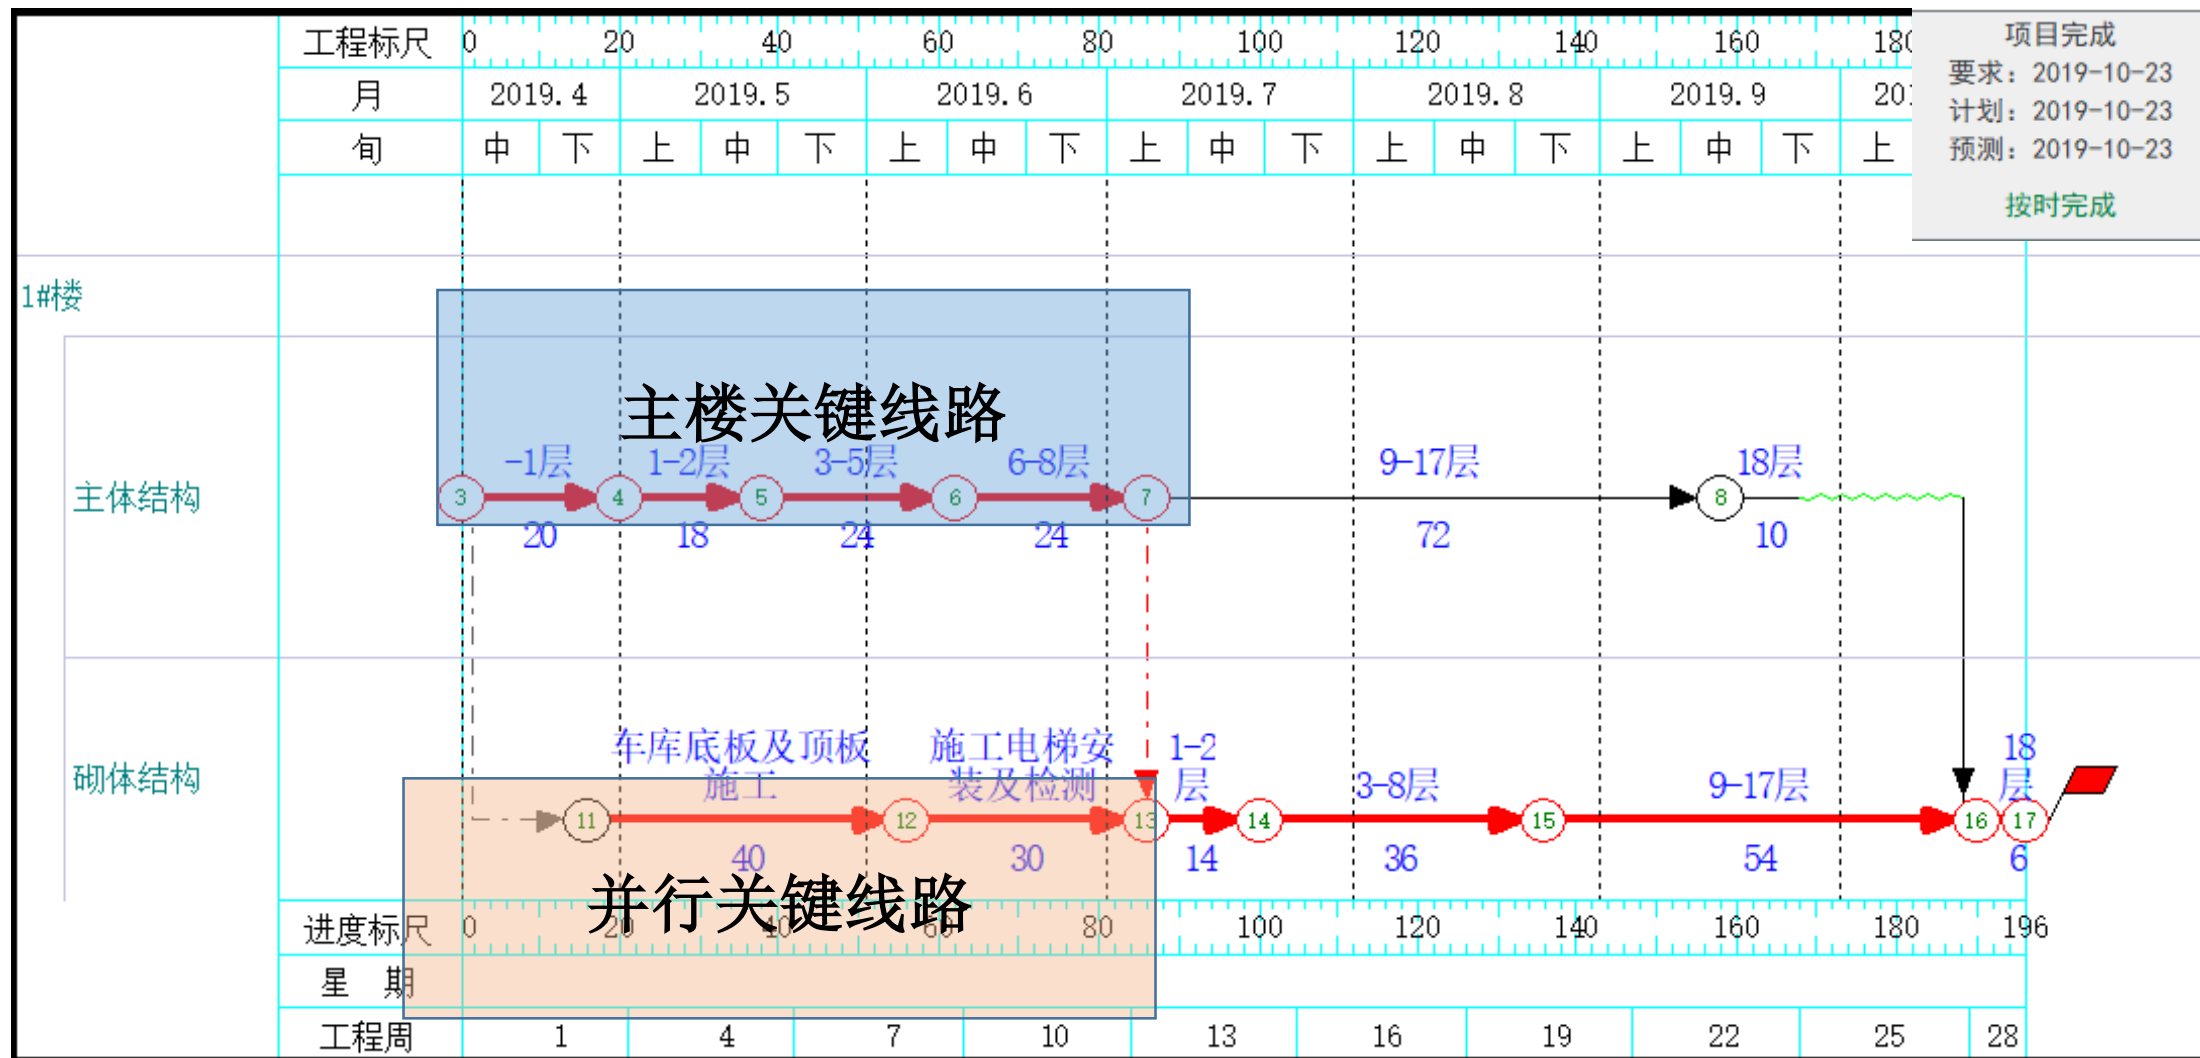 工程标尺 0 20 40 60 80 100 120 140 160 180
项目完成
要求：2019-10-23
计划：2019-10-23
预测：2019-10-23
按时完成
月 2019.4 2019.5 2019.6 2019.7 2019.8 2019.9 201
旬 中 下 上 中 下 上 中 下 上 中 下 上 中 下 上 中 下 上
1#楼
主楼关键线路
-1层 1-2层 3-5层 6-8层 9-17层 18层
主体结构 3 4 5 6 7 8
20 18 24 24 72 10
车库底板及顶板 施工电梯安 1-2 18
砌体结构 施工 装及检测 层 3-8层 9-17层 层
11 12 13 14 15 16 17
40 30 14 36 54 6
并行关键线路
进度标尺 0 20 40 60 80 100 120 140 160 180 196
星 期
工程周 1 4 7 10 13 16 19 22 25 28